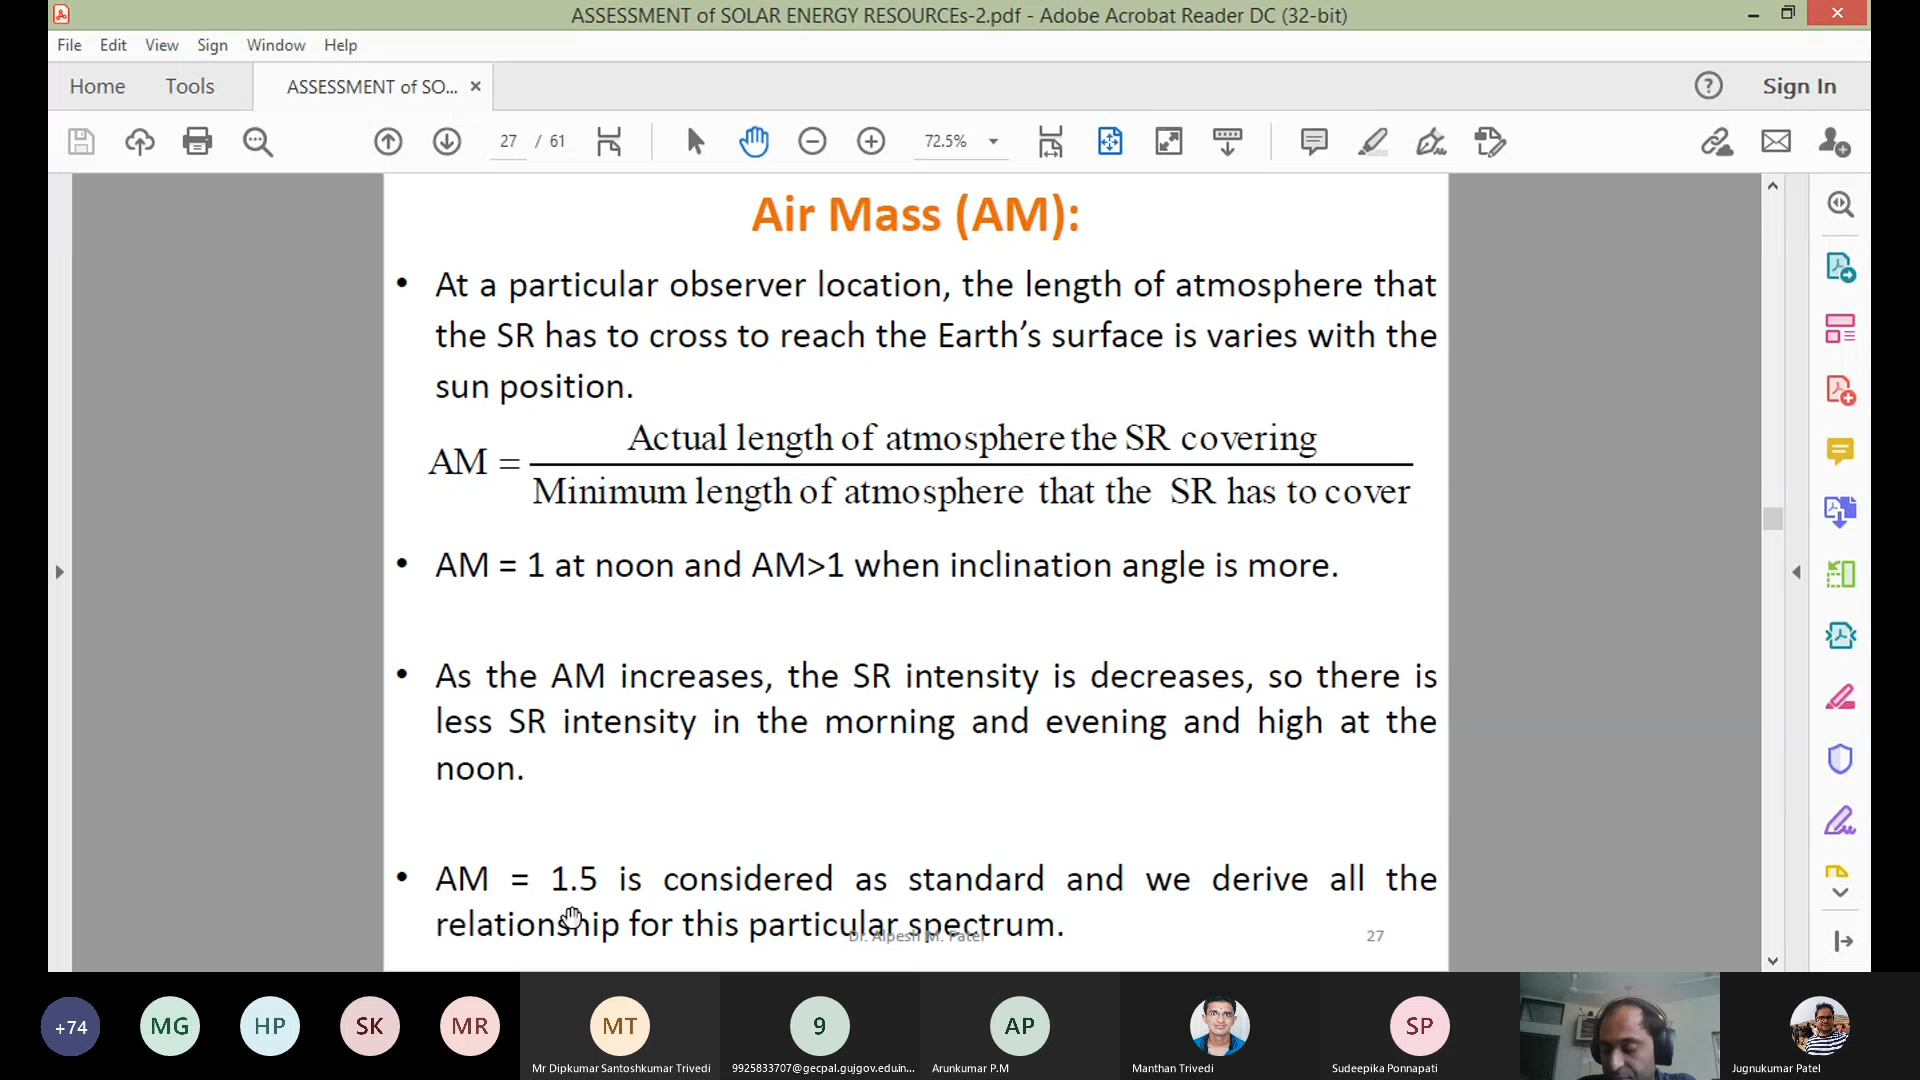 ASSESSMENT of SOLAR ENERGY RESOURCEs-2.pdf - Adobe Acrobat Reader DC (32-bit)
File Edit View Sign Window Help
Home Tools ASSESSMENT of SO... × Sign In
27 / 61 72.5%
Air Mass (AM):
• At a particular observer location, the length of atmosphere that
the SR has to cross to reach the Earth’s surface is varies with the
sun position.
Actual length of atmosphere the SR covering
AM =
Minimum length of atmosphere that the SR has to cover
• AM = 1 at noon and AM>1 when inclination angle is more.
• As the AM increases, the SR intensity is decreases, so there is
less SR intensity in the morning and evening and high at the
noon.
• AM = 1.5 is considered as standard and we derive all the
relationship for this particular spectrum.
Dr. Alpesh M. Patel 27
+74 MG HP SK MR MT 9 AP SP
Mr Dipkumar Santoshkumar Trivedi 9925833707@gecpal.gujgov.eduin... Arunkumar P.M Manthan Trivedi Sudeepika Ponnapati Jugnukumar Patel